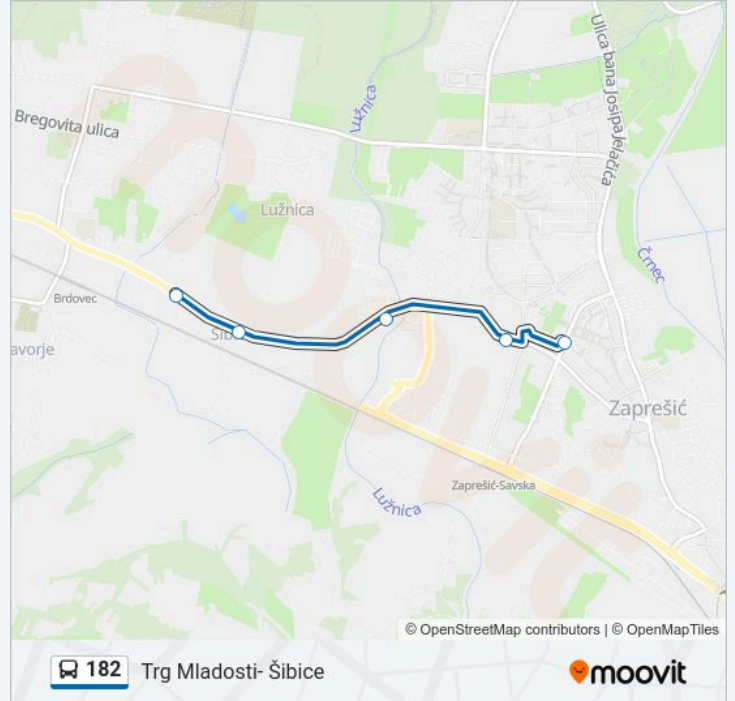 Ulica bana Josipa Jelačića
Lužnica
Bregovita ulica
Lužnica
Črnec
Brdovec
avorje
Šib
Zaprešić
Zaprešić-Savska
Lužnica
© OpenStreetMap contributors | © OpenMapTiles
182 Trg Mladosti- Šibice
moovit